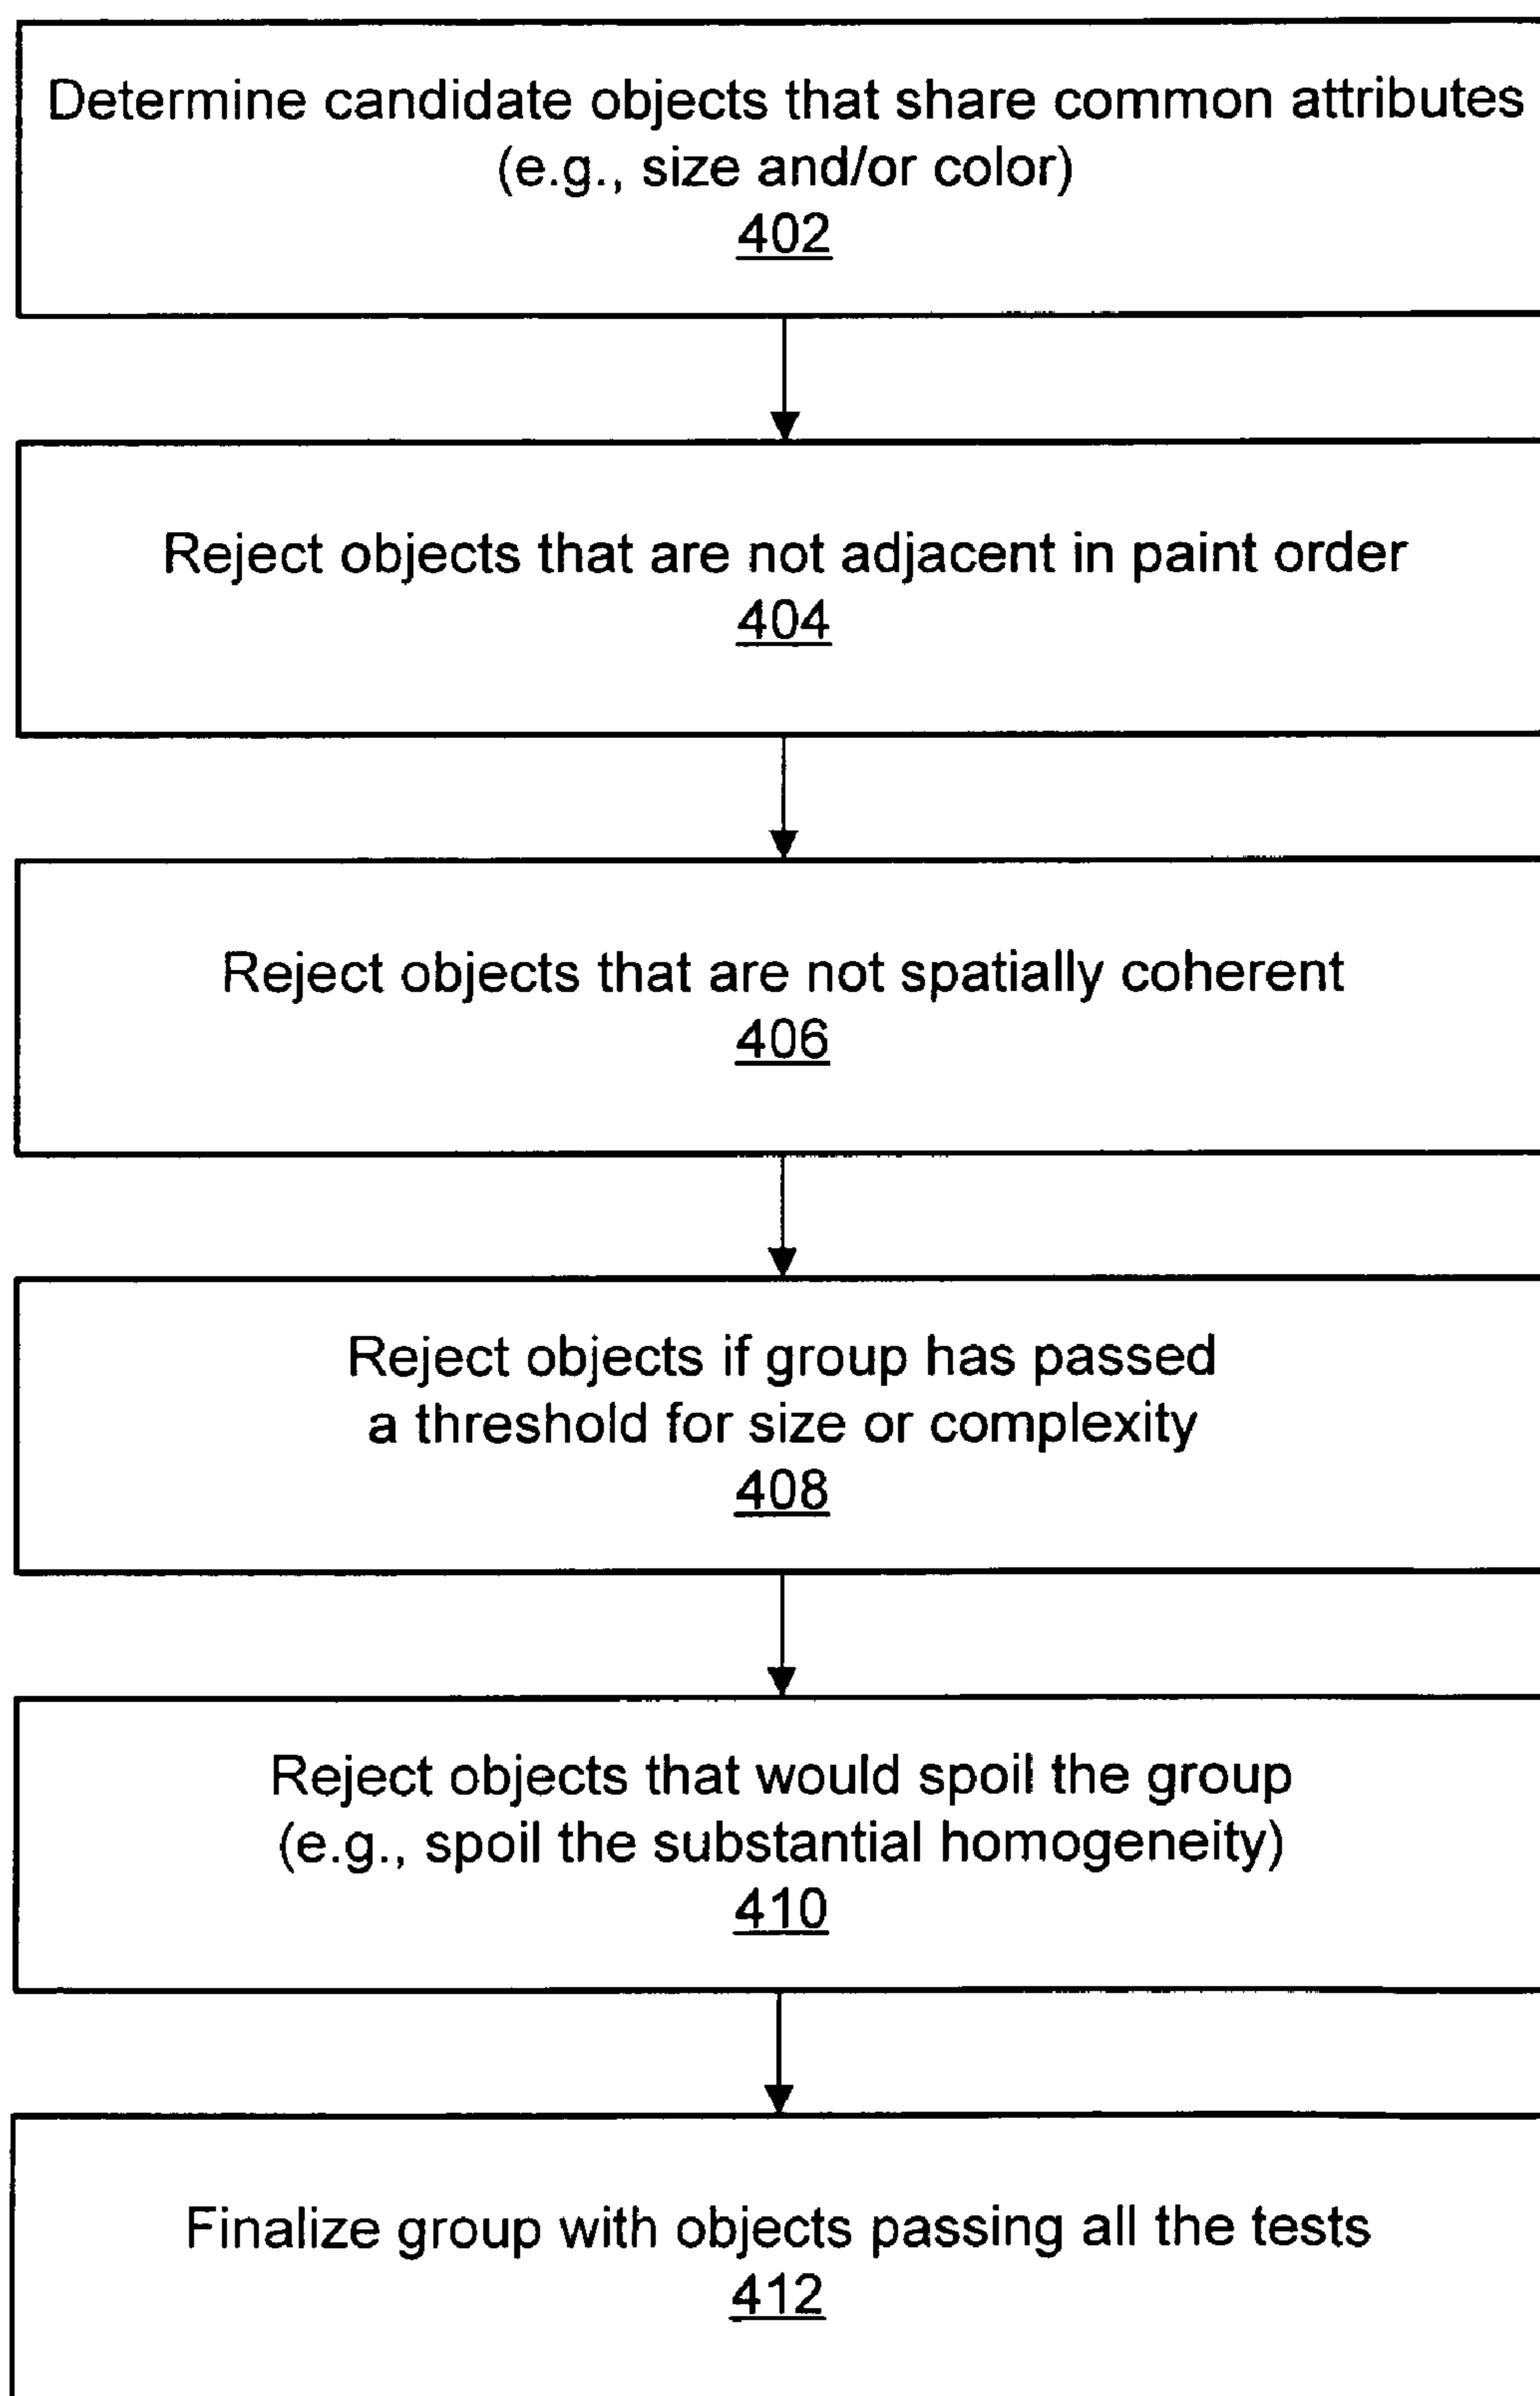 Determine candidate objects that share common attributes
(e.g., size and/or color)
402
Reject objects that are not adjacent in paint order
404
Reject objects that are not spatially coherent
406
Reject objects if group has passed
a threshold for size or complexity
408
Reject objects that would spoil the group
(e.g., spoil the substantial homogeneity)
410
Finalize group with objects passing all the tests
412